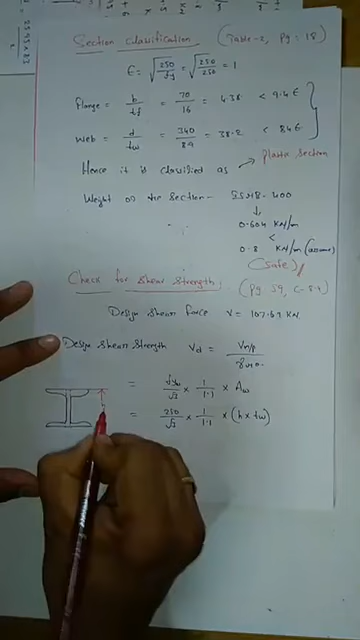 Section Classification (Table-2, Pg: 18)
ε = √250/fy = √250/250 = 1
Flange = b/tf = 70/16 = 4.38 < 9.4ε
Web = d/tw = 340/8.9 = 38.2 < 84ε
Hence it is classified as → Plastic Section
Weight of the Section - ISMB-400
↓
0.604 KN/m
<
0.8 KN/m (assume)
(Safe)
Check for Shear Strength: (Pg 59, C-8.4)
Design Shear Force V = 107.67 KN
Design Shear Strength Vd = Vn/p / γmo
= fyw/√3 × 1/1.1 × Aw
= 250/√3 × 1/1.1 × (h × tw)